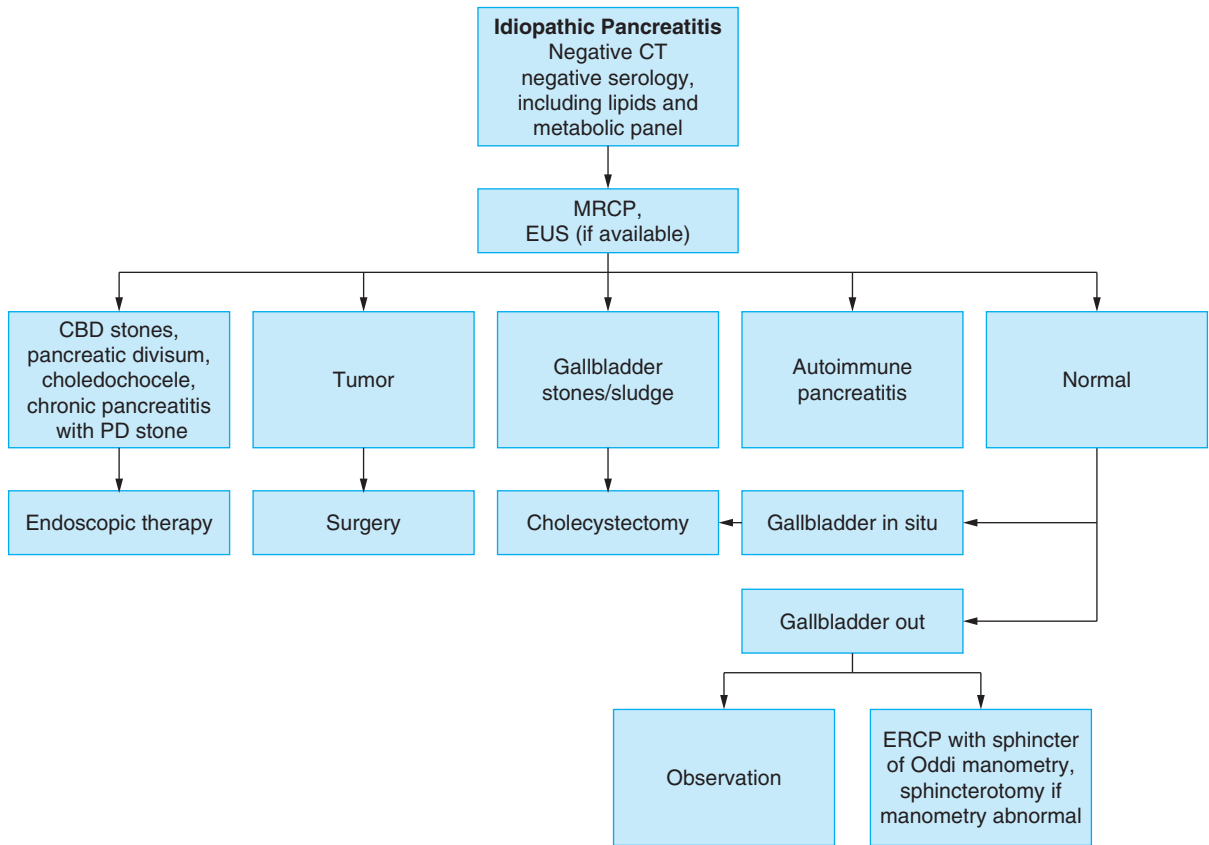 Idiopathic Pancreatitis
Negative CT
negative serology,
including lipids and
metabolic panel
MRCP,
EUS (if available)
CBD stones,
pancreatic divisum,
choledochocele,
chronic pancreatitis
with PD stone
Tumor
Gallbladder
stones/sludge
Autoimmune
pancreatitis
Normal
Endoscopic therapy
Surgery
Cholecystectomy
Gallbladder in situ
Gallbladder out
Observation
ERCP with sphincter
of Oddi manometry,
sphincterotomy if
manometry abnormal